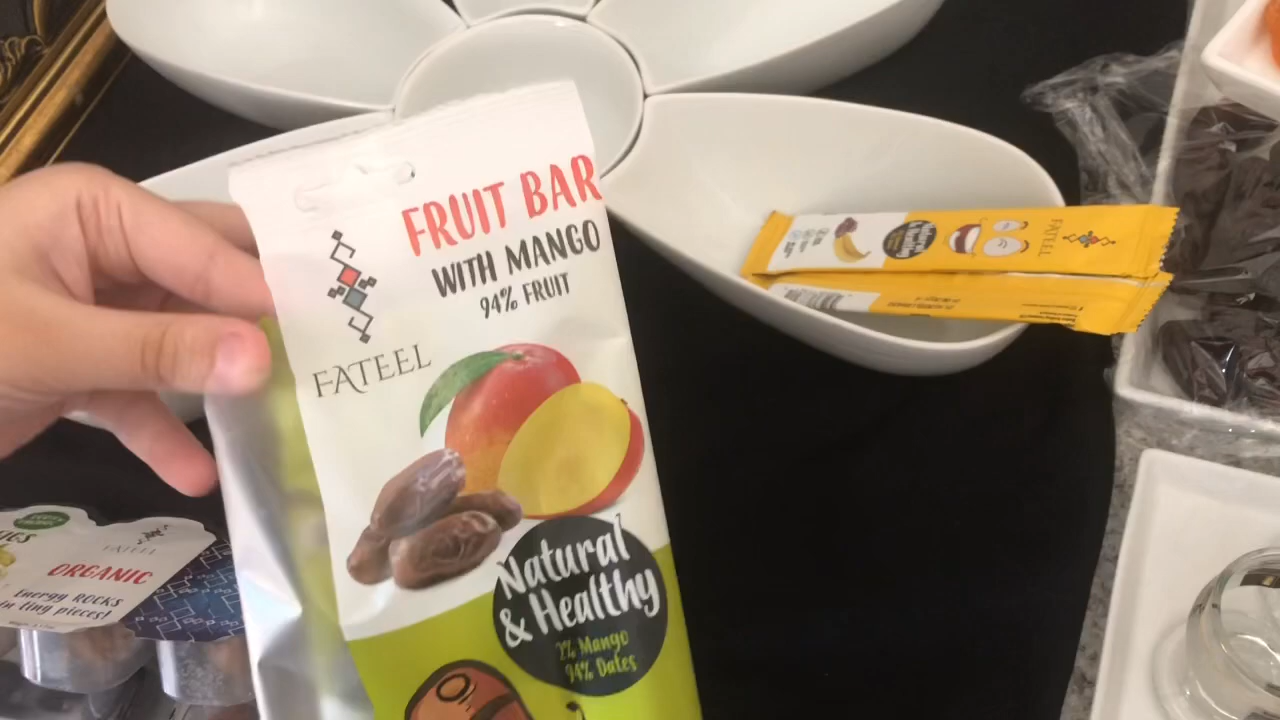 FRUIT BAR
WITH MANGO
94% FRUIT
FATEEL
Natural
& Healthy
2% Mango
94% Dates
FATEEL
FATEEL
ORGANIC
Energy ROCKS
in tiny pieces!